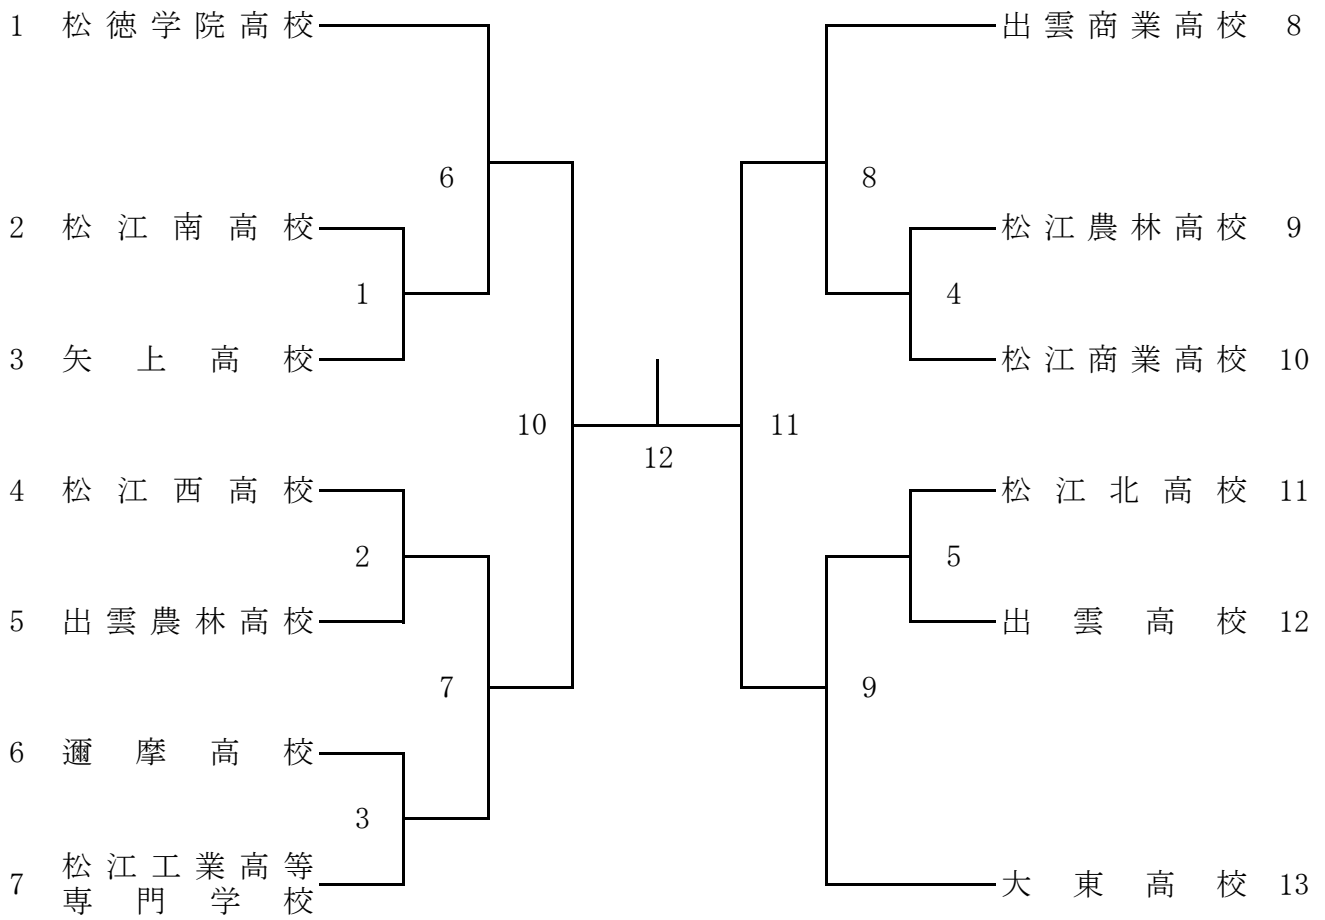 1 松徳学院高校
出雲商業高校 8
6
8
2 松江南高校
松江農林高校 9
1
4
3 矢上高校
松江商業高校 10
10
11
12
4 松江西高校
松江北高校 11
2
5
5 出雲農林高校
出雲高校 12
7
9
6 邇摩高校
3
7 松江工業高等
専門学校
大東高校 13